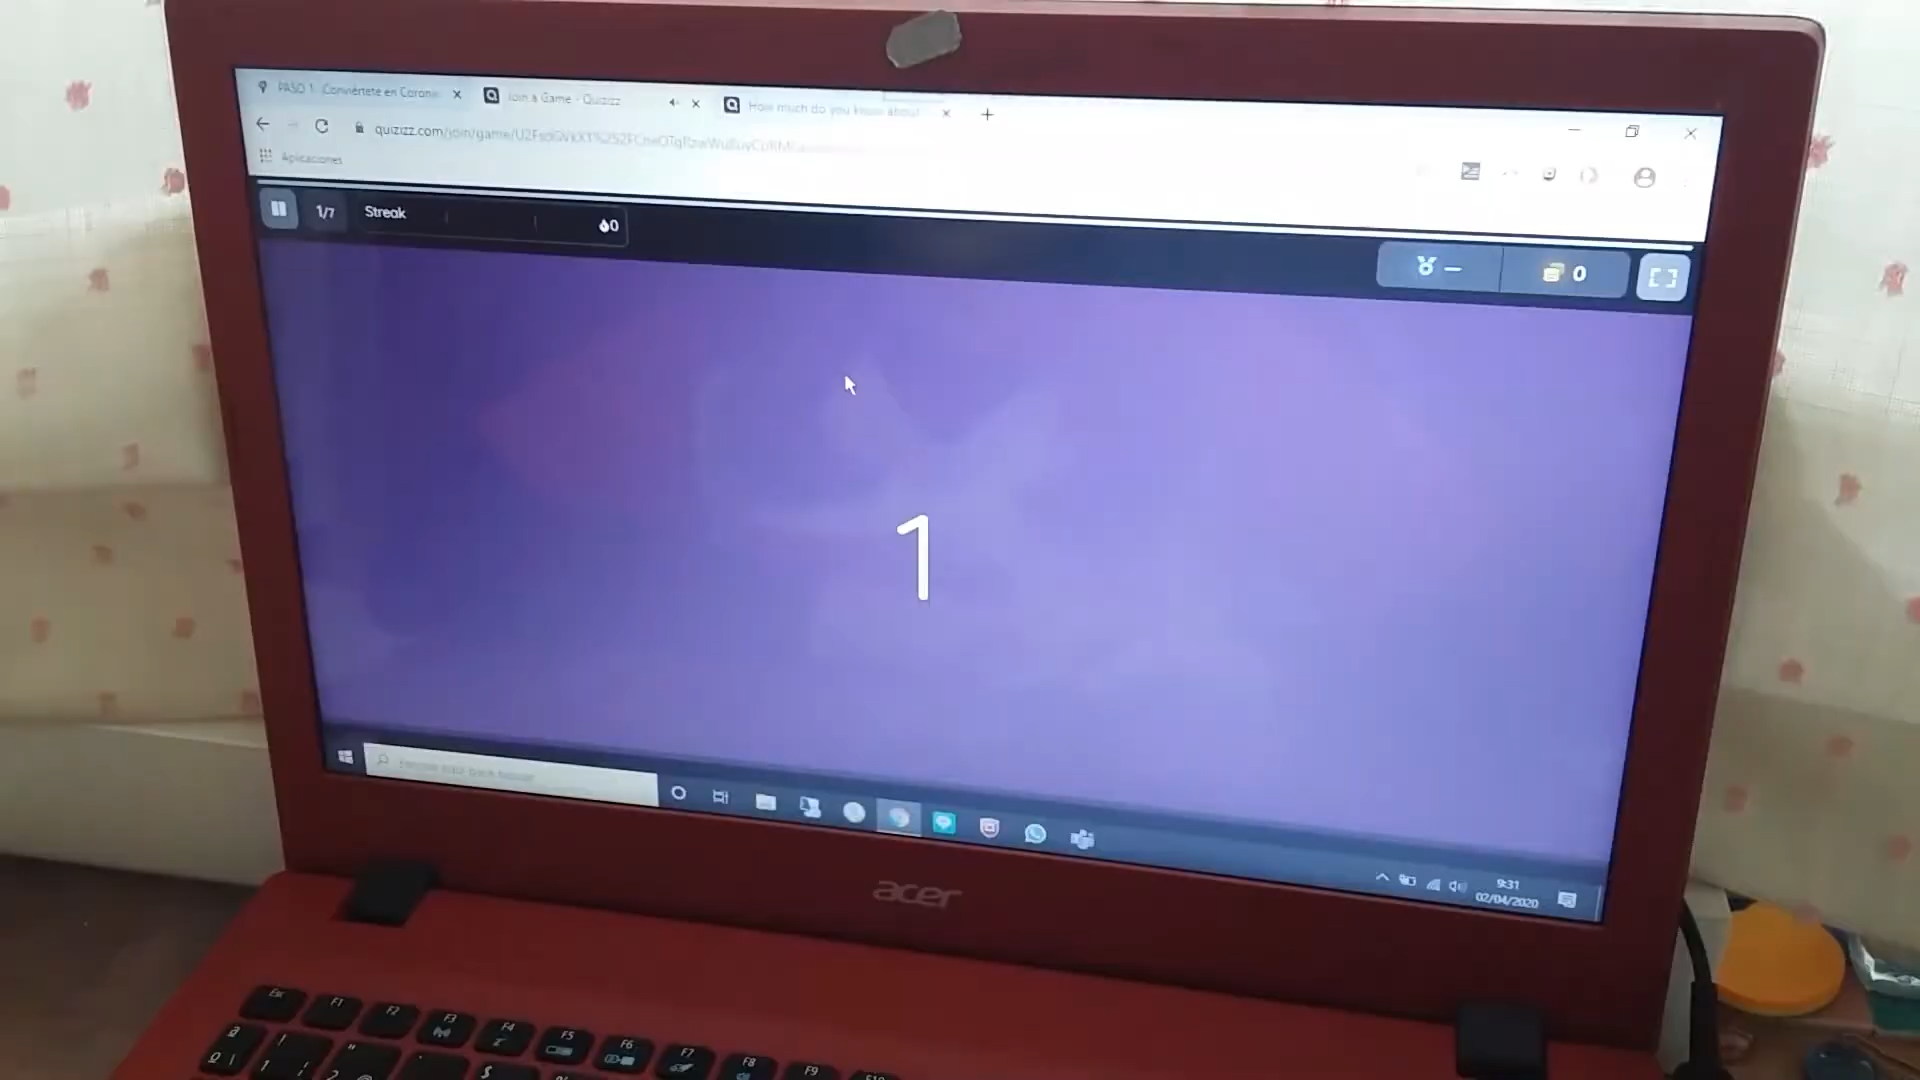 PASO 1: ¡Conviértete en Corona
Join a Game - Quizizz
How much do you know about
quizizz.com/join/game/
Aplicaciones
1/7
Streak
0
0
1
9:31
02/04/2020
acer
Esc
F1
F2
F3
F4
F5
F6
F7
F8
F9
F10